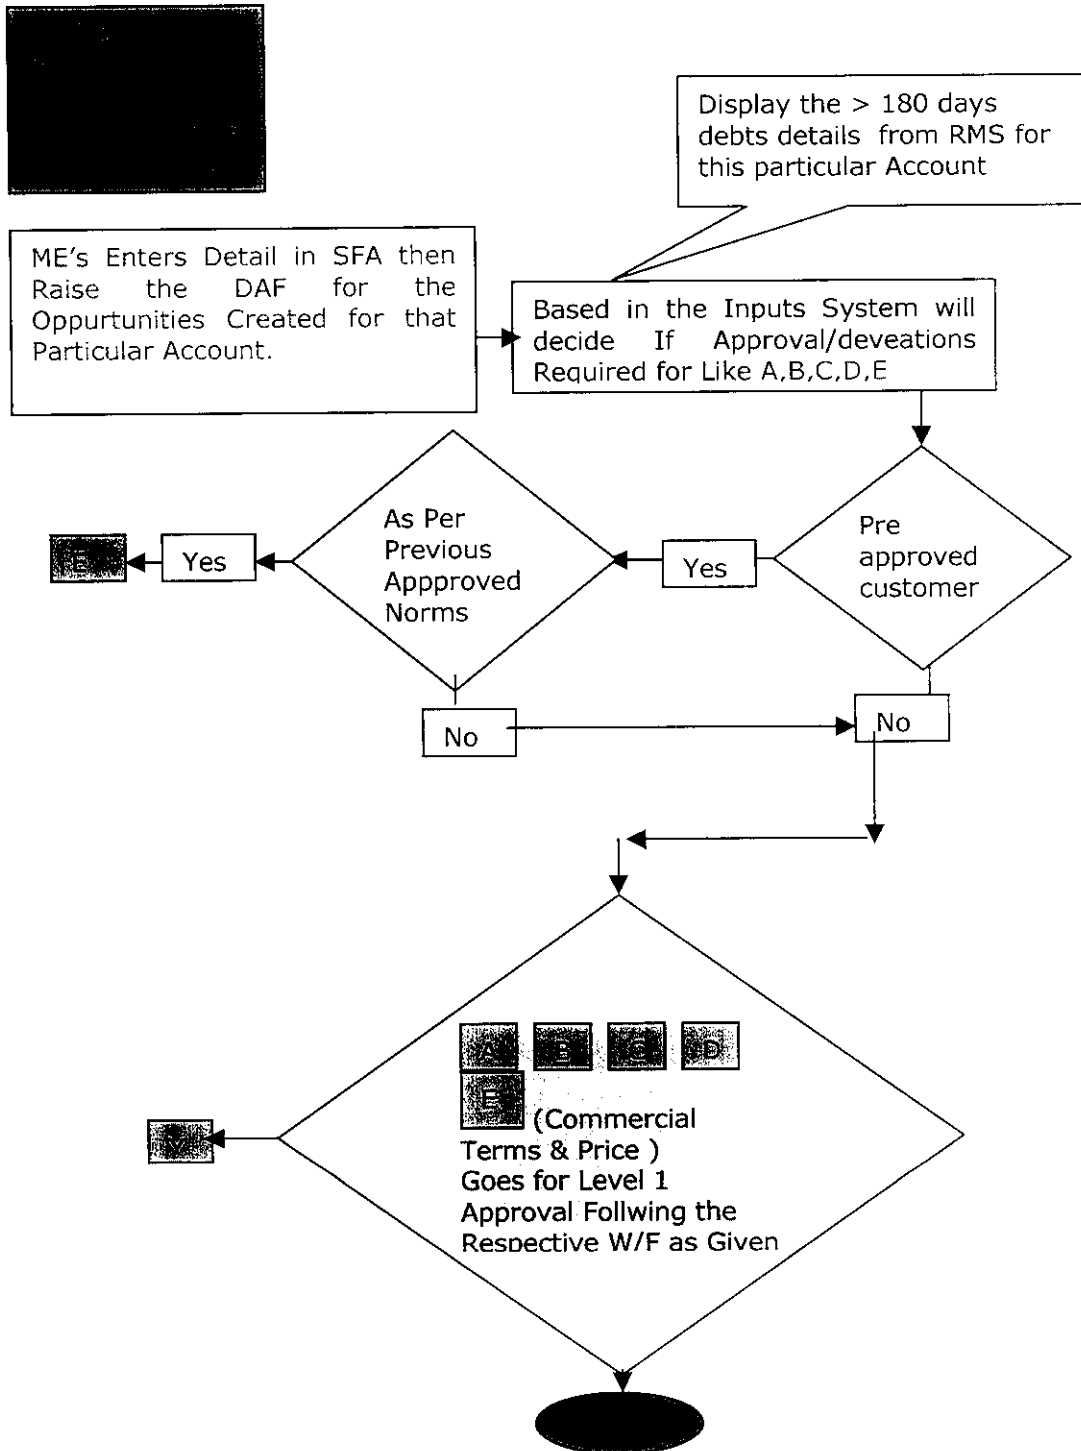 Display the > 180 days
debts details from RMS for
this particular Account
ME's Enters Detail in SFA then
Raise the DAF for the
Oppurtunities Created for that
Particular Account.
Based in the Inputs System will
decide If Approval/deveations
Required for Like A,B,C,D,E
As Per
Previous
Appproved
Norms
Pre
approved
customer
Yes
Yes
No
No
A B C D
E (Commercial
Terms & Price )
Goes for Level 1
Approval Follwing the
Respective W/F as Given